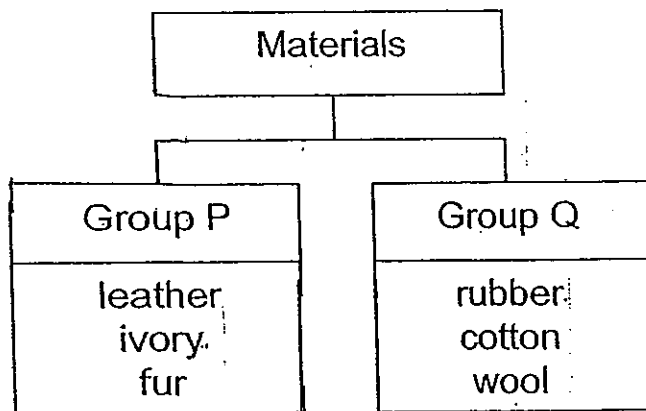 Materials
Group P
leather
ivory
fur
Group Q
rubber
cotton
wool